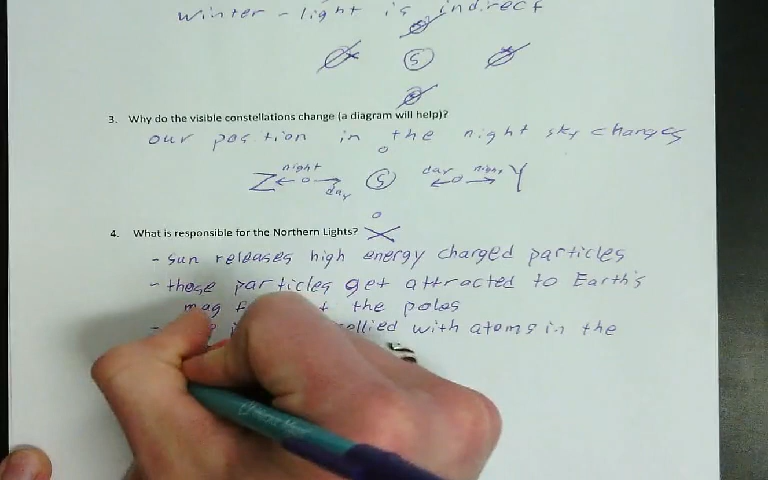 winter - light is indirect
S
3. Why do the visible constellations change (a diagram will help)?
our position in the night sky changes
Z night day S day night Y
4. What is responsible for the Northern Lights?
- sun releases high energy charged particles
- these particles get attracted to Earth's
mag the poles
with atoms in the